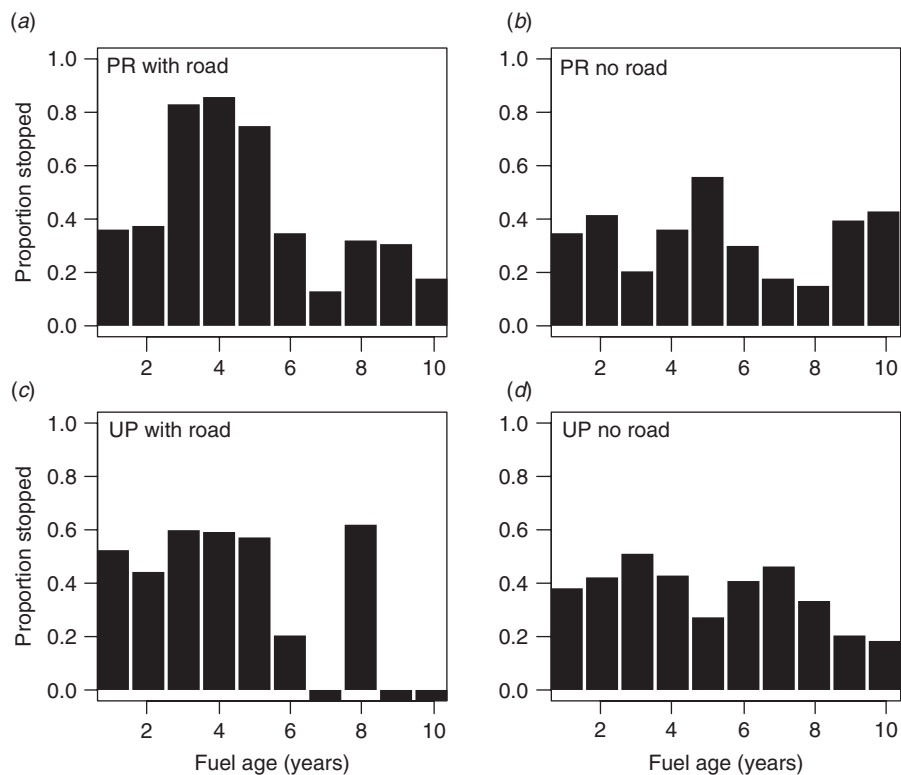 (a)
PR with road
1.0
0.8
0.6
0.4
0.2
0.0
Proportion stopped
2 4 6 8 10
(b)
PR no road
1.0
0.8
0.6
0.4
0.2
0.0
2 4 6 8 10
(c)
UP with road
1.0
0.8
0.6
0.4
0.2
0.0
Proportion stopped
2 4 6 8 10
Fuel age (years)
(d)
UP no road
1.0
0.8
0.6
0.4
0.2
0.0
2 4 6 8 10
Fuel age (years)